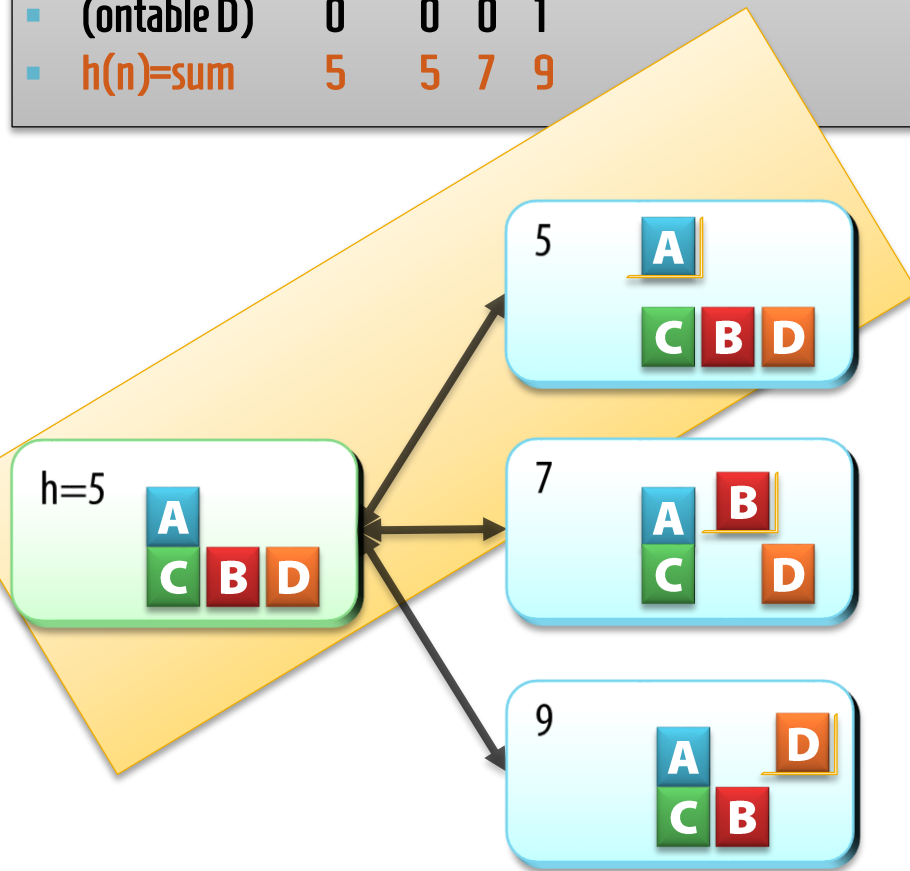 (ontable D) 0 0 0 1
h(n)=sum 5 5 7 9
5
A
C B D
h=5
A
C B D
7
A B
C D
9
A D
C B